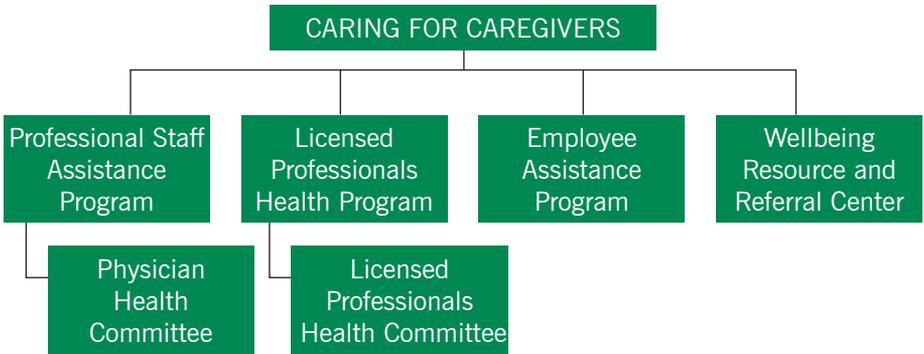 CARING FOR CAREGIVERS
Professional Staff
Assistance
Program
Licensed
Professionals
Health Program
Employee
Assistance
Program
Wellbeing
Resource and
Referral Center
Physician
Health
Committee
Licensed
Professionals
Health Committee